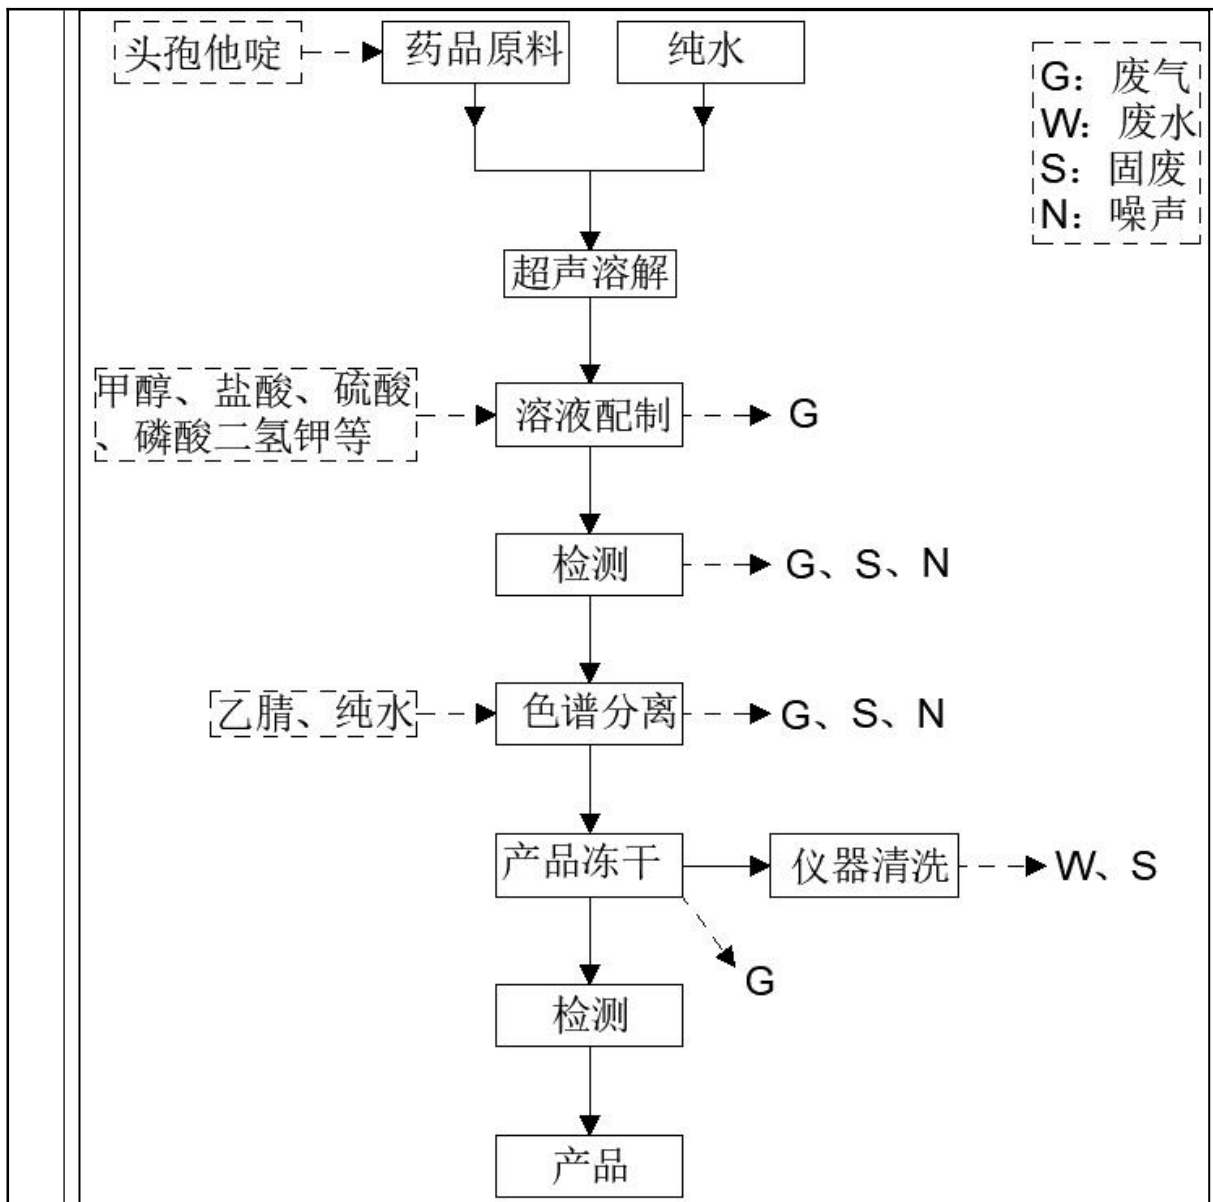 头孢他啶
药品原料
纯水
G：废气
W：废水
S：固废
N：噪声
超声溶解
甲醇、盐酸、硫酸
、磷酸二氢钾等
溶液配制
G
检测
G、S、N
乙腈、纯水
色谱分离
G、S、N
产品冻干
仪器清洗
W、S
G
检测
产品